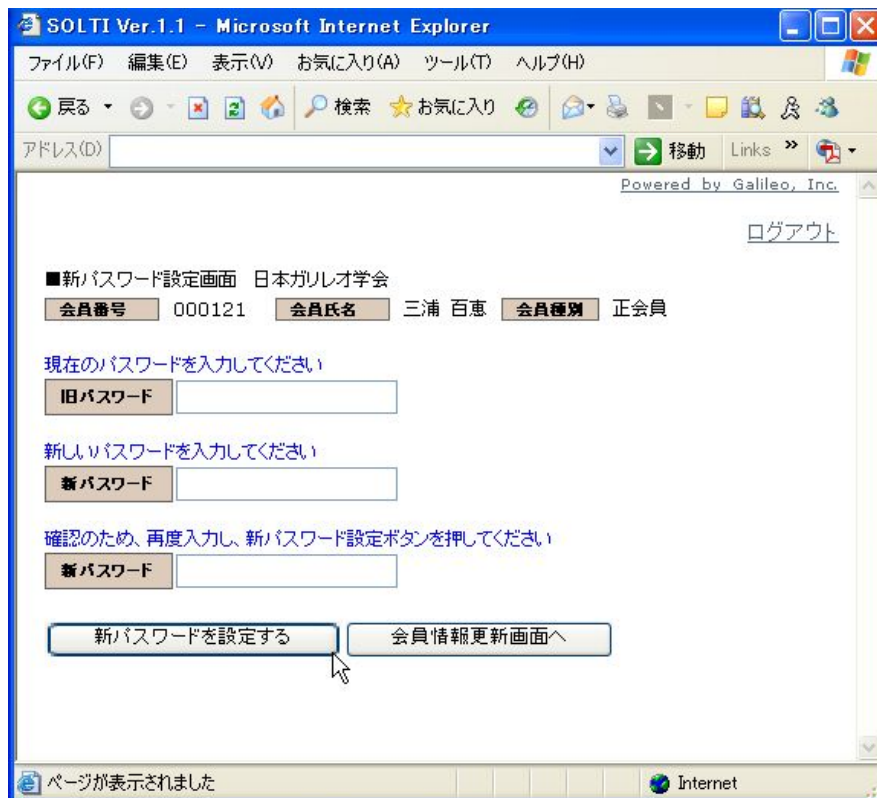 SOLTI Ver.1.1 - Microsoft Internet Explorer
ファイル(F) 編集(E) 表示(V) お気に入り(A) ツール(T) ヘルプ(H)
戻る 検索 お気に入り
アドレス(D) 移動 Links »
Powered by Galileo, Inc.
ログアウト
■新パスワード設定画面 日本ガリレオ学会
会員番号 000121 会員氏名 三浦 百恵 会員種別 正会員
現在のパスワードを入力してください
旧パスワード
新しいパスワードを入力してください
新パスワード
確認のため、再度入力し、新パスワード設定ボタンを押してください
新パスワード
新パスワードを設定する 会員情報更新画面へ
ページが表示されました Internet